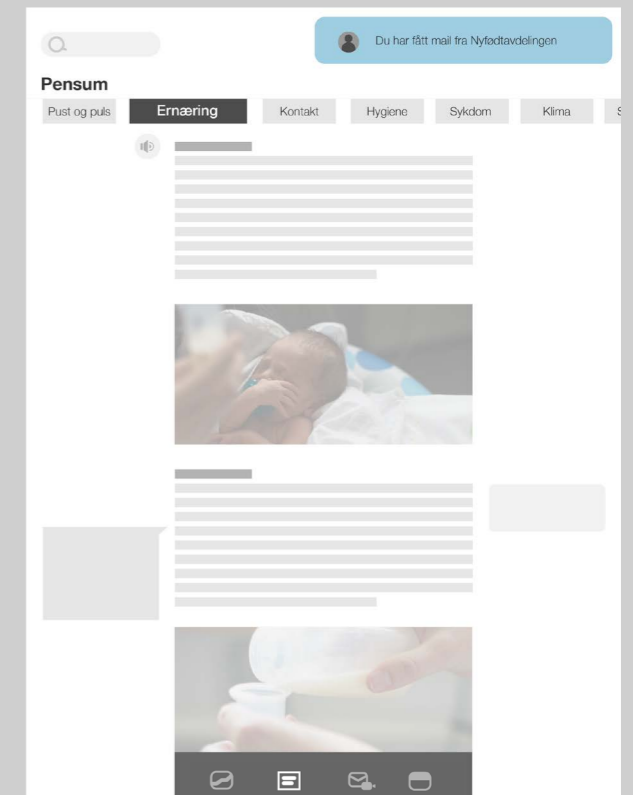 Du har fått mail fra Nyfødtavdelingen
Pensum
Pust og puls Ernæring Kontakt Hygiene Sykdom Klima S